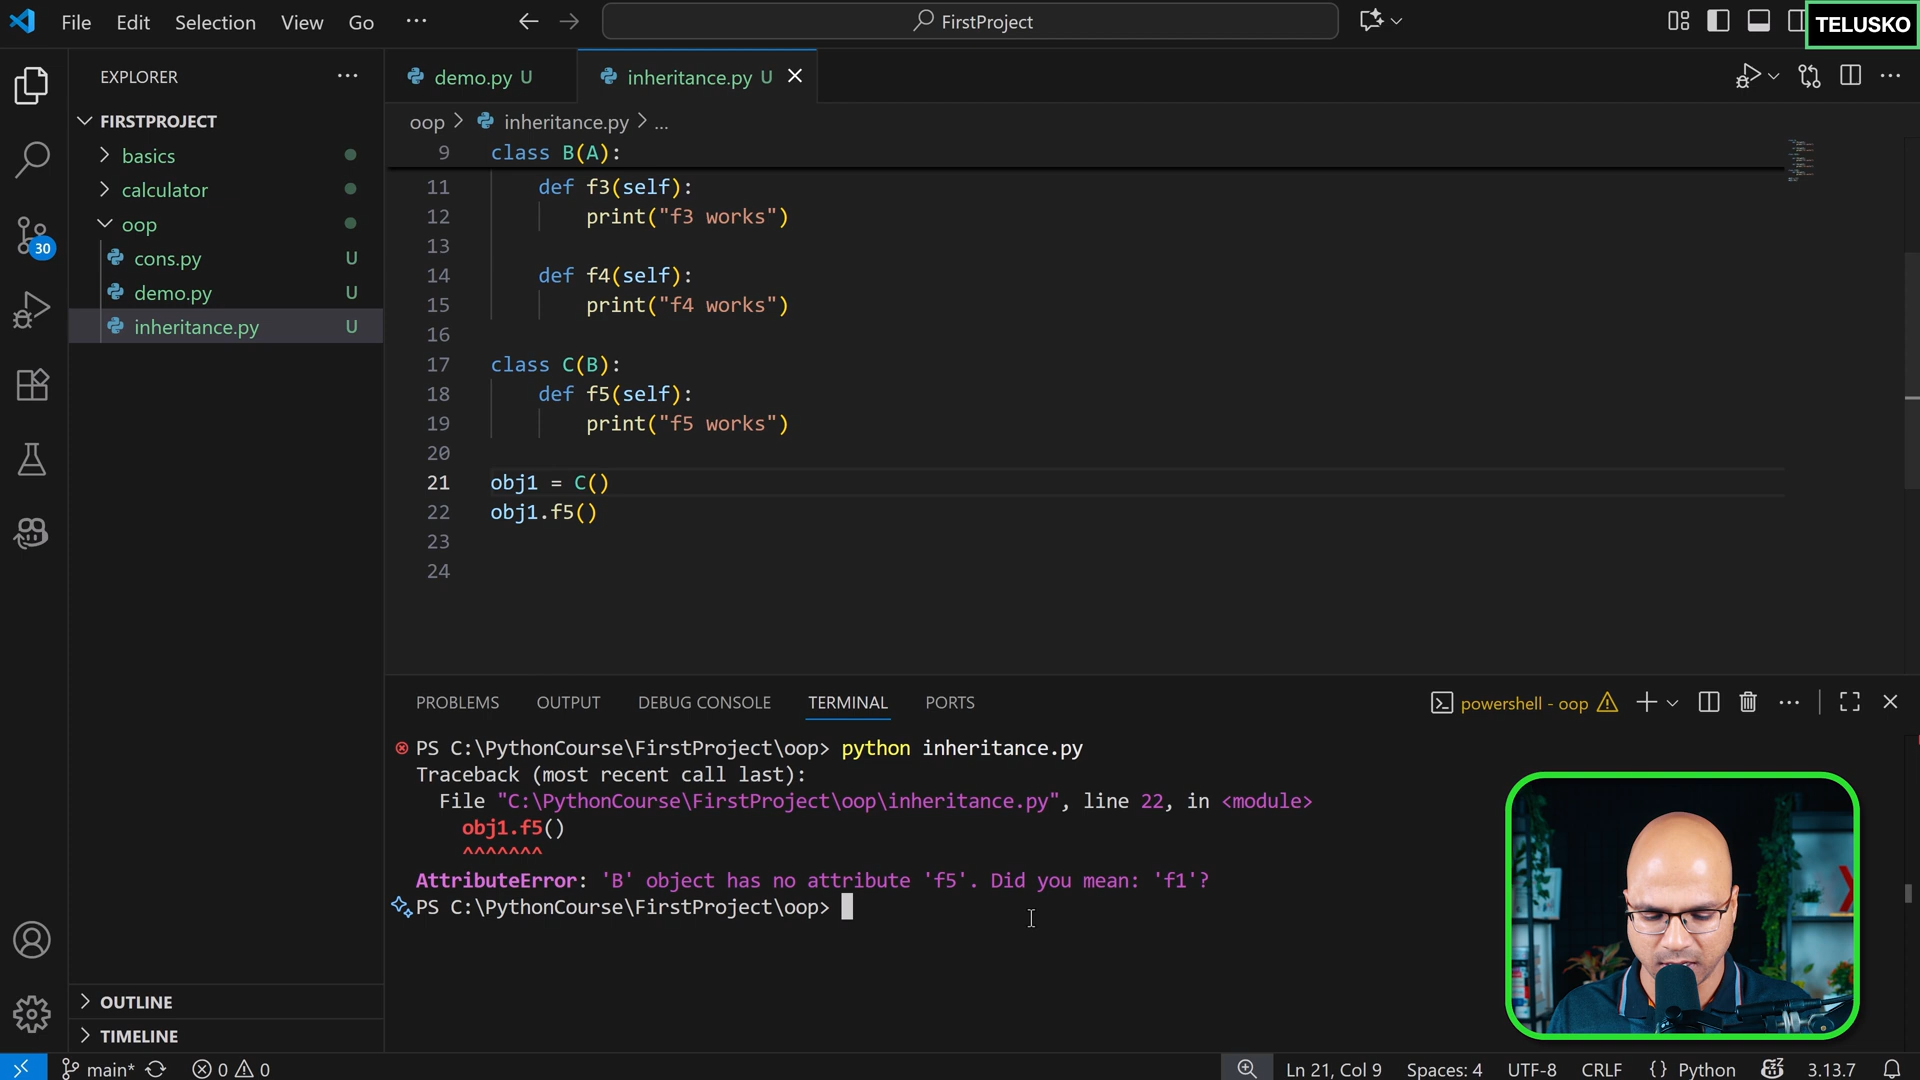 File Edit Selection View Go ...
FirstProject
TELUSKO
EXPLORER
FIRSTPROJECT
basics
calculator
oop
cons.py U
demo.py U
inheritance.py U
OUTLINE
TIMELINE
30
demo.py U
inheritance.py U
oop > inheritance.py > ...
9 class B(A):
11 def f3(self):
12 print("f3 works")
13
14 def f4(self):
15 print("f4 works")
16
17 class C(B):
18 def f5(self):
19 print("f5 works")
20
21 obj1 = C()
22 obj1.f5()
23
24
PROBLEMS OUTPUT DEBUG CONSOLE TERMINAL PORTS
powershell - oop
PS C:\PythonCourse\FirstProject\oop> python inheritance.py
Traceback (most recent call last):
File "C:\PythonCourse\FirstProject\oop\inheritance.py", line 22, in <module>
obj1.f5()
^^^^^^^
AttributeError: 'B' object has no attribute 'f5'. Did you mean: 'f1'?
PS C:\PythonCourse\FirstProject\oop>
main* 0 0 Ln 21, Col 9 Spaces: 4 UTF-8 CRLF {} Python 3.13.7